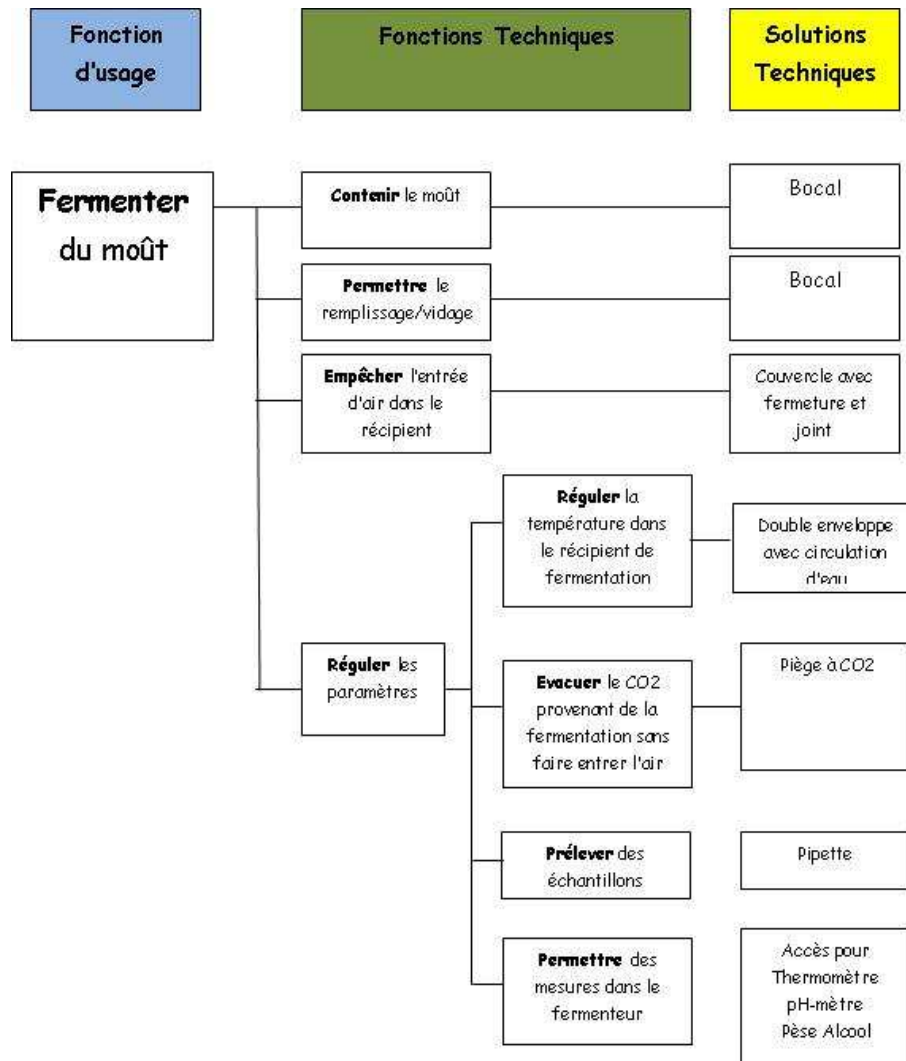 Fonction
d'usage
Fonctions Techniques
Solutions
Techniques
Fermenter
du moût
Contenir le moût
Bocal
Permettre le
remplissage/vidage
Bocal
Empêcher l'entrée
d'air dans le
récipient
Couvercle avec
fermeture et
joint
Réguler la
température dans
le récipient de
fermentation
Double enveloppe
avec circulation
d'eau
Réguler les
paramètres
Evacuer le CO2
provenant de la
fermentation sans
faire entrer l'air
Piège à CO2
Prélever des
échantillons
Pipette
Permettre des
mesures dans le
fermenteur
Accès pour
Thermomètre
pH-mètre
Pèse Alcool